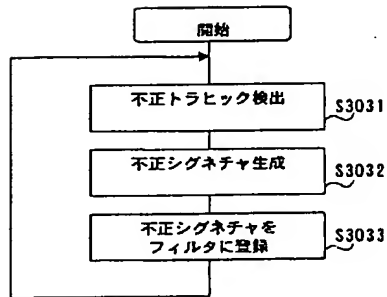 開始
不正トラヒック検出
S3031
不正シグネチャ生成
S3032
不正シグネチャを
フィルタに登録
S3033